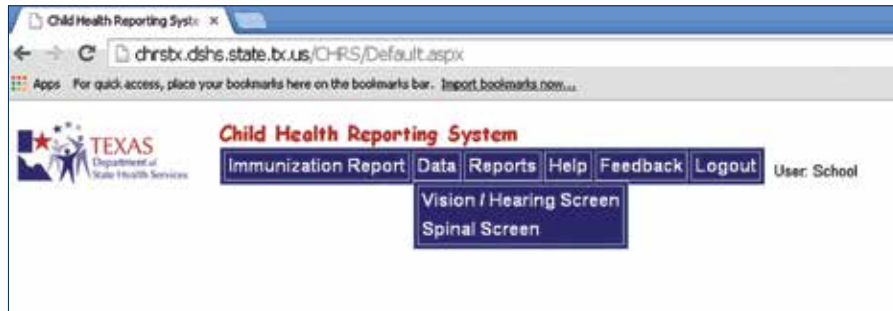 Child Health Reporting Syste
chrstx.dshs.state.tx.us/CHRS/Default.aspx
Apps For quick access, place your bookmarks here on the bookmarks bar. Import bookmarks now...
TEXAS
Department of
State Health Services
Child Health Reporting System
Immunization Report Data Reports Help Feedback Logout User: School
Vision / Hearing Screen
Spinal Screen